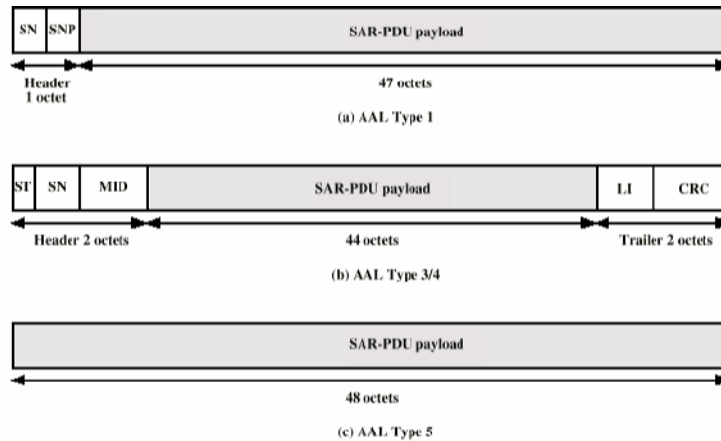 SN SNP SAR-PDU payload
Header
1 octet
47 octets
(a) AAL Type 1
ST SN MID SAR-PDU payload LI CRC
Header 2 octets 44 octets Trailer 2 octets
(b) AAL Type 3/4
SAR-PDU payload
48 octets
(c) AAL Type 5